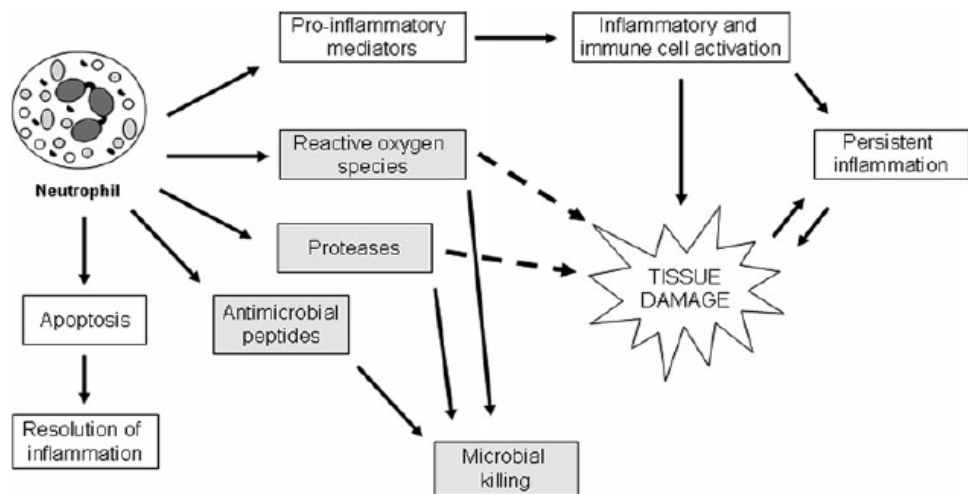 Pro-inflammatory
mediators
Inflammatory and
immune cell activation
Neutrophil
Reactive oxygen
species
Persistent
inflammation
Proteases
TISSUE
DAMAGE
Apoptosis
Antimicrobial
peptides
Resolution of
inflammation
Microbial
killing